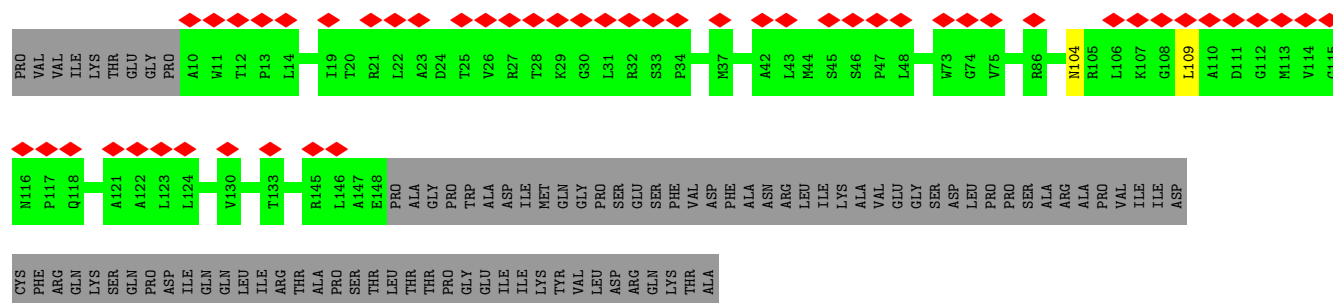 PRO VAL VAL ILE LYS THR GLU GLY PRO A10 W11 T12 P13 L14 I19 T20 R21 L22 A23 D24 T25 V26 R27 T28 K29 G30 L31 R32 S33 P34 M37 A42 L43 M44 S45 S46 P47 L48 W73 G74 V75 R86 N104 R105 L106 K107 G108 L109 A110 D111 G112 M113 V114 G115
N116 P117 Q118 A121 A122 L123 L124 V130 T133 R145 L146 A147 E148 PRO ALA GLY PRO TRP ALA ASP ILE MET GLN GLY PRO SER GLU SER PHE VAL ASP PHE ALA ASN ARG LEU ILE LYS ALA VAL GLU GLY SER ASP LEU PRO PRO SER ALA ARG ALA PRO VAL ILE ILE ASP
CYS PHE ARG GLN LYS SER GLN PRO ASP ILE GLN GLN LEU ILE ARG THR ALA PRO SER THR LEU THR THR PRO GLY GLU ILE ILE LYS TYR VAL LEU ASP ARG GLN LYS THR ALA